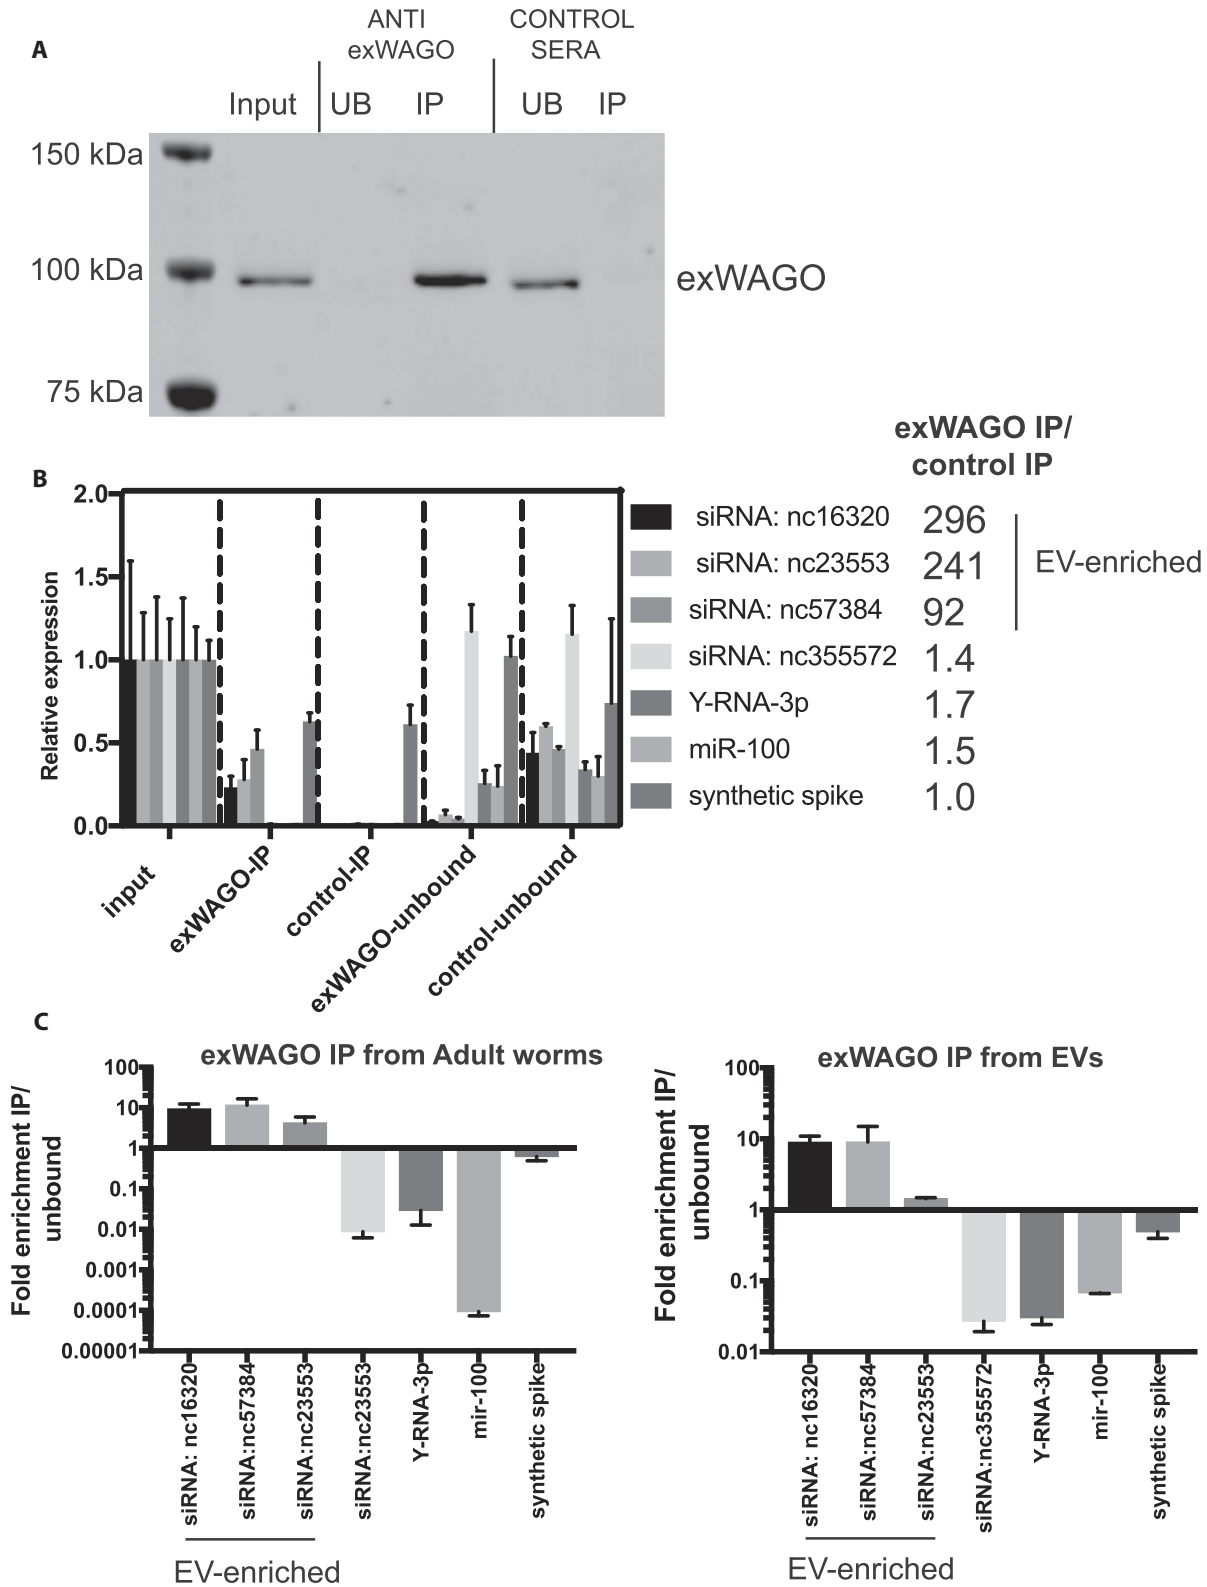 A
ANTI
exWAGO
CONTROL
SERA
Input
UB
IP
UB
IP
150 kDa
100 kDa
75 kDa
exWAGO
B
exWAGO IP/
control IP
Relative expression
2.0
1.5
1.0
0.5
0.0
input
exWAGO-IP
control-IP
exWAGO-unbound
control-unbound
siRNA: nc16320 296
siRNA: nc23553 241
siRNA: nc57384 92
siRNA: nc355572 1.4
Y-RNA-3p 1.7
miR-100 1.5
synthetic spike 1.0
EV-enriched
C
exWAGO IP from Adult worms
Fold enrichment IP/
unbound
100
10
1
0.1
0.01
0.001
0.0001
0.00001
siRNA: nc16320
siRNA:nc57384
siRNA:nc23553
siRNA:nc23553
Y-RNA-3p
mir-100
synthetic spike
EV-enriched
exWAGO IP from EVs
Fold enrichment IP/
unbound
100
10
1
0.1
0.01
siRNA: nc16320
siRNA:nc57384
siRNA:nc23553
siRNA:nc355572
Y-RNA-3p
mir-100
synthetic spike
EV-enriched